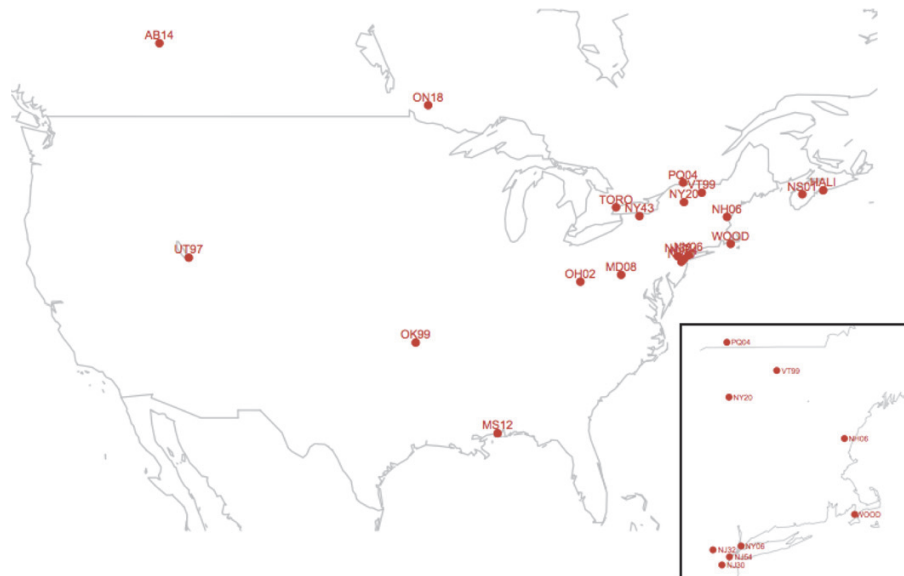 AB14
ON18
PQ04
VT99
HALI
NS01
NY20
TORO
NY43
NH06
WOOD
UT97
MD08
OH02
OK99
MS12
PQ04
VT99
NY20
NH06
WOOD
NY06
NJ32
NJ54
NJ30